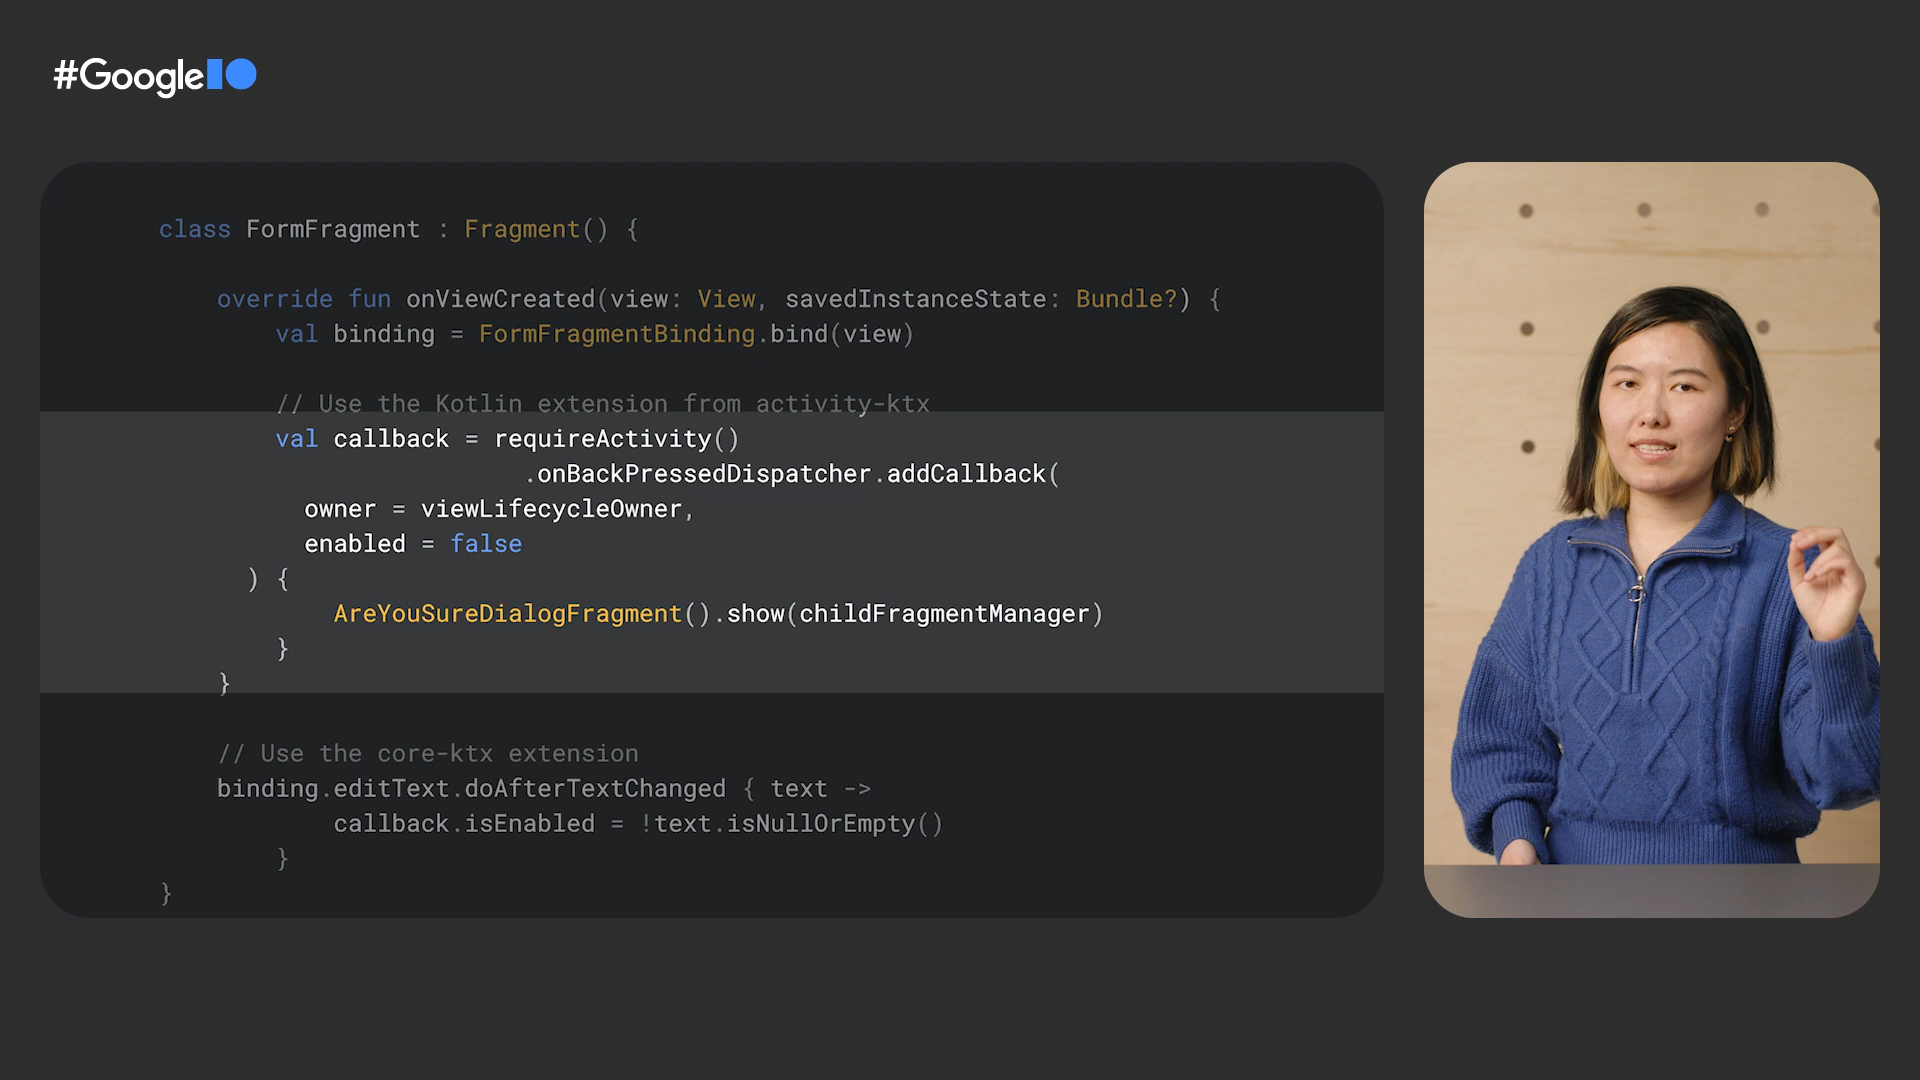 #GoogleIO
class FormFragment : Fragment() {
override fun onViewCreated(view: View, savedInstanceState: Bundle?) {
val binding = FormFragmentBinding.bind(view)
// Use the Kotlin extension from activity-ktx
val callback = requireActivity()
.onBackPressedDispatcher.addCallback(
owner = viewLifecycleOwner,
enabled = false
) {
AreYouSureDialogFragment().show(childFragmentManager)
}
}
// Use the core-ktx extension
binding.editText.doAfterTextChanged { text ->
callback.isEnabled = !text.isNullOrEmpty()
}
}